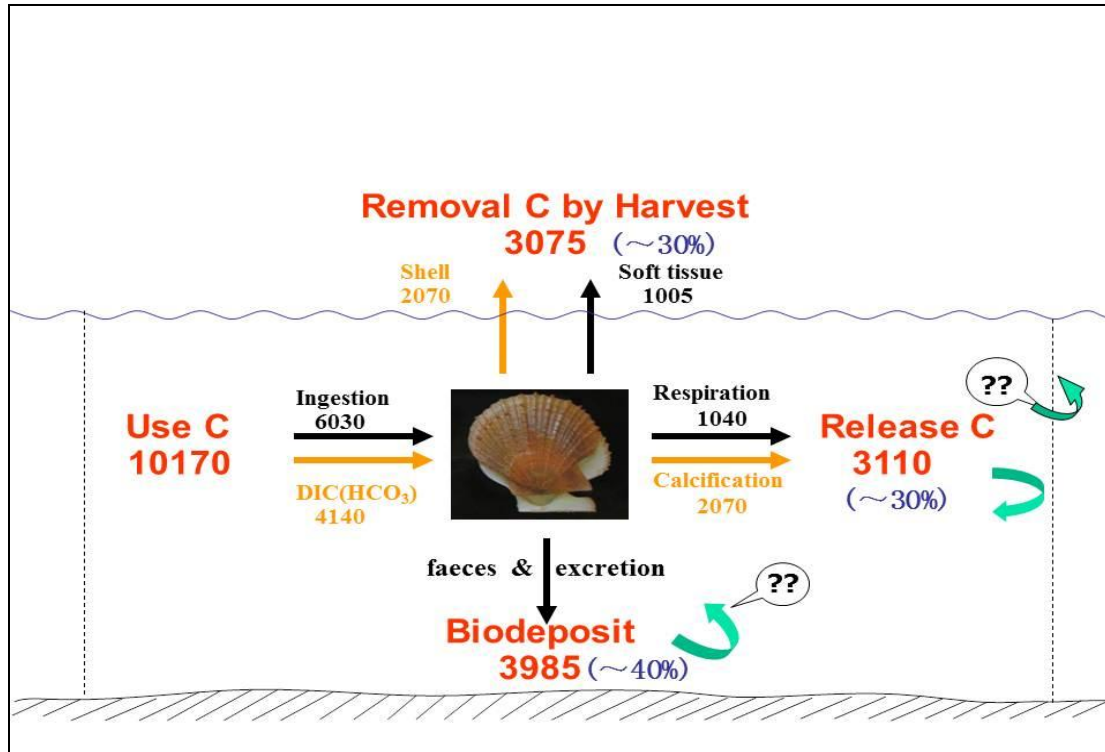 Removal C by Harvest
3075 (～30%)
Shell
2070
Soft tissue
1005
??
Ingestion
6030
Use C
10170
DIC(HCO₃)
4140
Respiration
1040
Release C
3110
(～30%)
Calcification
2070
faeces & excretion
??
Biodeposit
3985 (～40%)